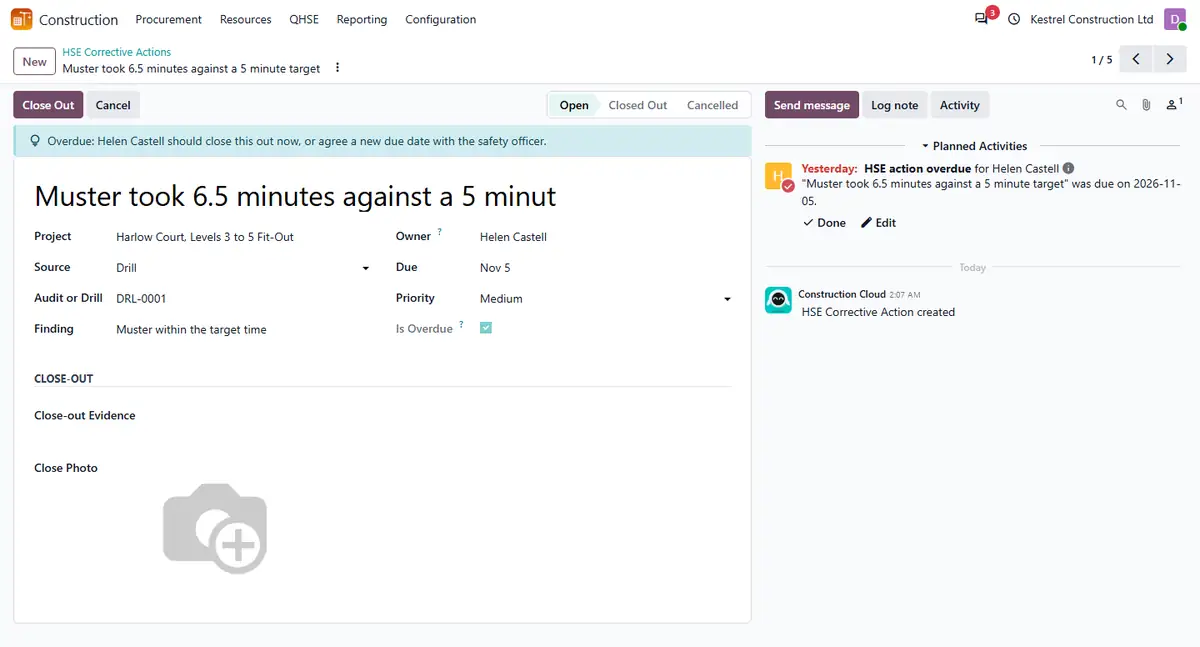 Construction Procurement Resources QHSE Reporting Configuration 3 Kestrel Construction Ltd D
New HSE Corrective Actions
Muster took 6.5 minutes against a 5 minute target 1 / 5
Close Out Cancel Open Closed Out Cancelled Send message Log note Activity 1
Overdue: Helen Castell should close this out now, or agree a new due date with the safety officer.
Muster took 6.5 minutes against a 5 minut
Project Harlow Court, Levels 3 to 5 Fit-Out Owner ? Helen Castell
Source Drill Due Nov 5
Audit or Drill DRL-0001 Priority Medium
Finding Muster within the target time Is Overdue ?
CLOSE-OUT
Close-out Evidence
Close Photo
Planned Activities
H Yesterday: HSE action overdue for Helen Castell
"Muster took 6.5 minutes against a 5 minute target" was due on 2026-11-
05.
Done Edit
Today
Construction Cloud 2:07 AM
HSE Corrective Action created